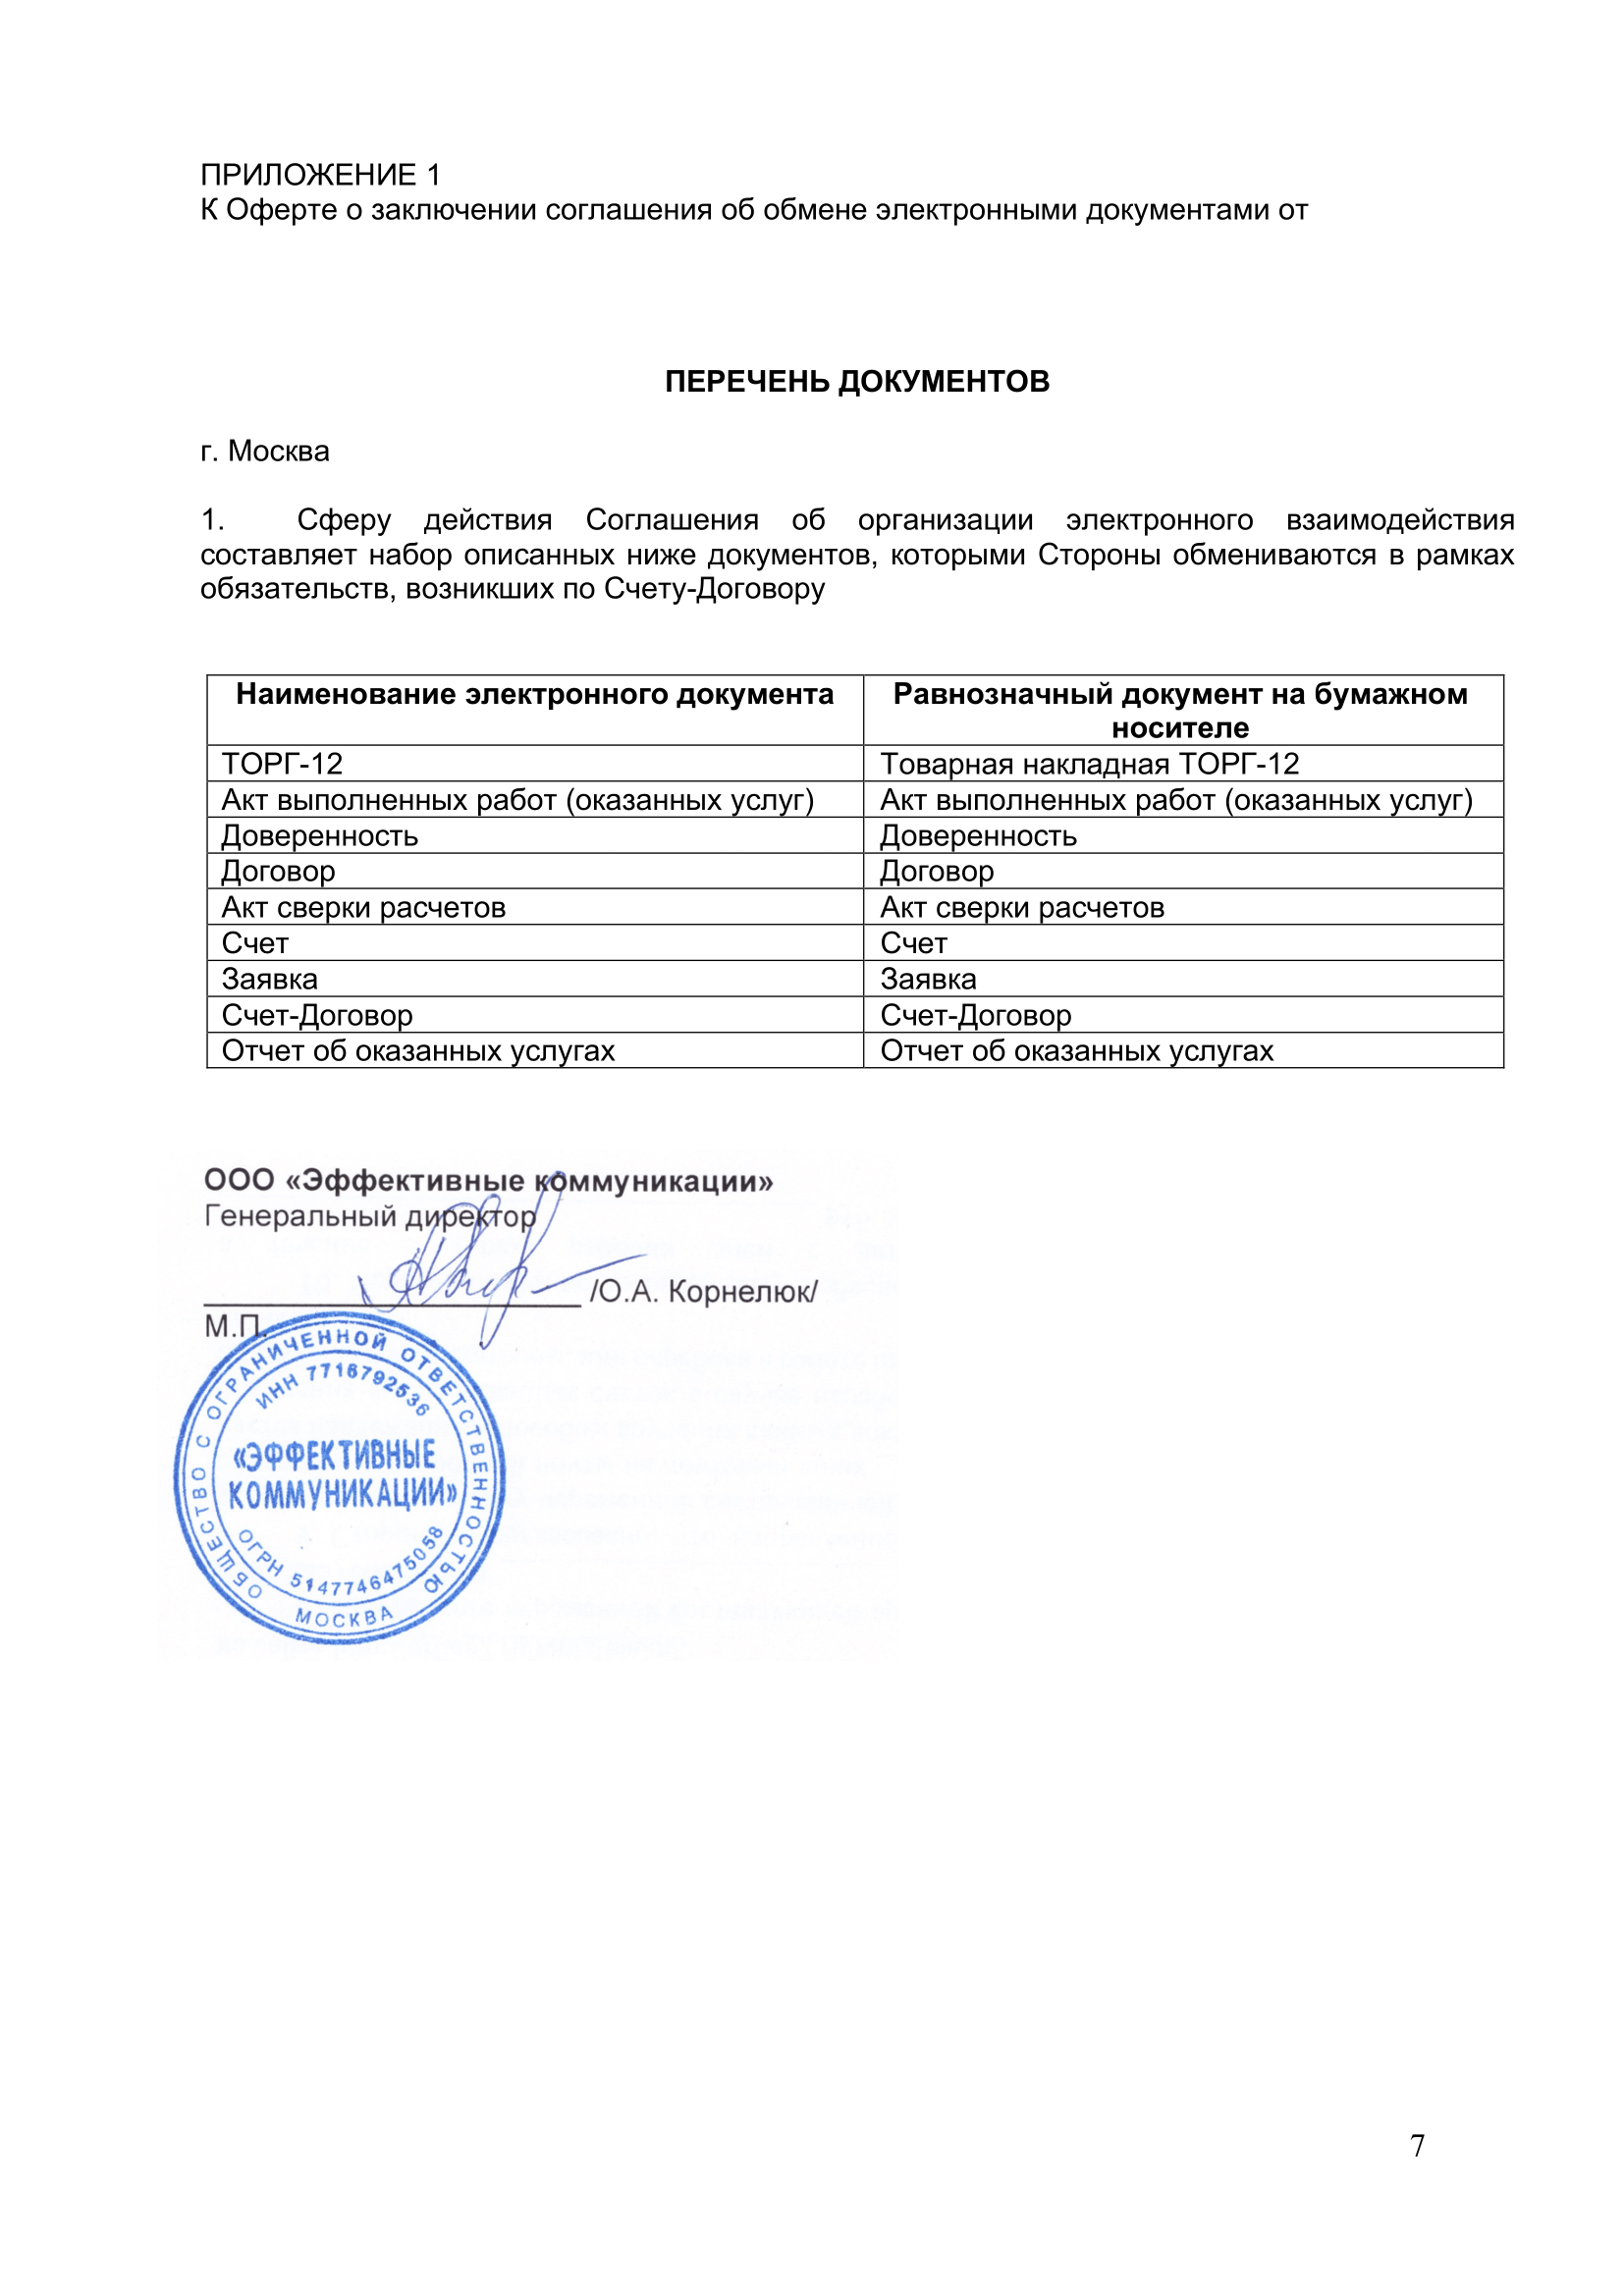 ПРИЛОЖЕНИЕ 1
К Оферте о заключении соглашения об обмене электронными документами от
ПЕРЕЧЕНЬ ДОКУМЕНТОВ
г. Москва
1. Сферу действия Соглашения об организации электронного взаимодействия
составляет набор описанных ниже документов, которыми Стороны обмениваются в рамках
обязательств, возникших по Счету-Договору
Наименование электронного документа Равнозначный документ на бумажном
носителе
ТОРГ-12 Товарная накладная ТОРГ-12
Акт выполненных работ (оказанных услуг) Акт выполненных работ (оказанных услуг)
Доверенность Доверенность
Договор Договор
Акт сверки расчетов Акт сверки расчетов
Счет Счет
Заявка Заявка
Счет-Договор Счет-Договор
Отчет об оказанных услугах Отчет об оказанных услугах
ООО «Эффективные коммуникации»
Генеральный директор
/О.А. Корнелюк/
М.П.
ОБЩЕСТВО С ОГРАНИЧЕННОЙ ОТВЕТСТВЕННОСТЬЮ
ИНН 7716792536
«ЭФФЕКТИВНЫЕ
КОММУНИКАЦИИ»
ОГРН 5147746475058
МОСКВА
7